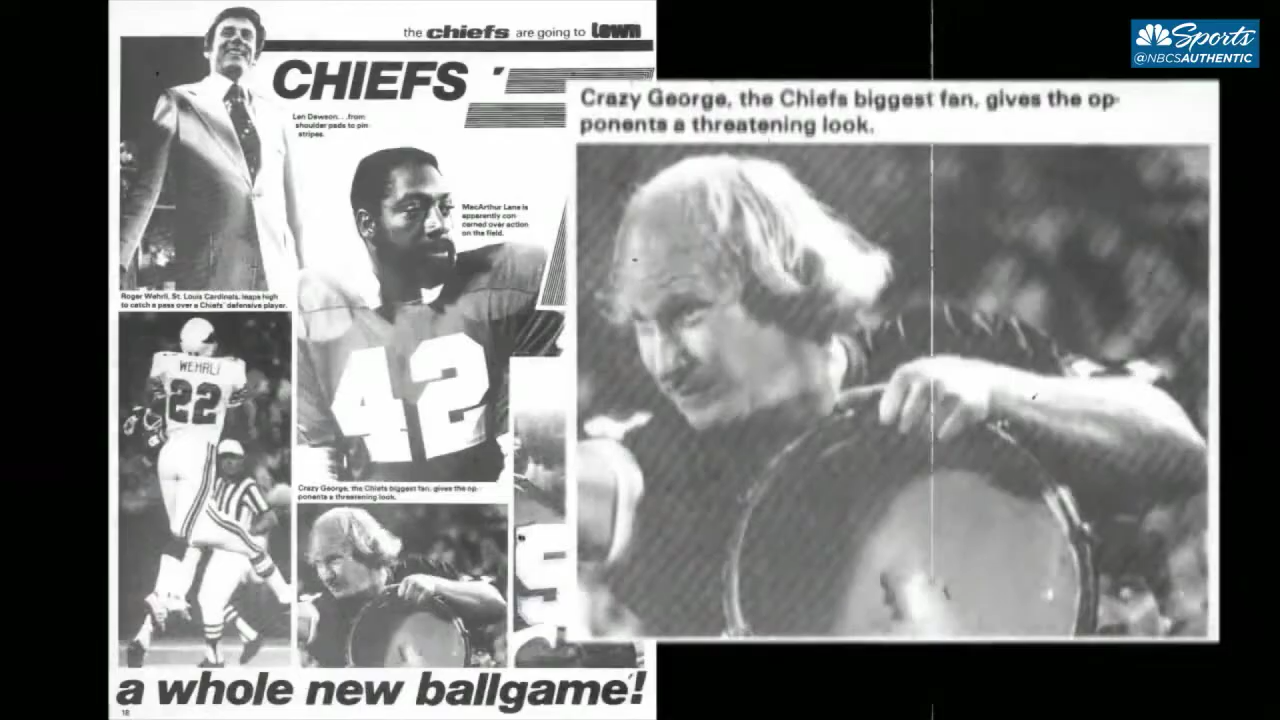 the chiefs are going to town
CHIEFS '
Len Dawson. . .from
shoulder pads to pin
stripes.
MacArthur Lane is
apparently con
cerned over action
on the field.
Roger Wehrli, St. Louis Cardinals, leaps high
to catch a pass over a Chiefs' defensive player.
WEHRLI
22
42
Crazy George, the Chiefs biggest fan, gives the op-
ponents a threatening look.
a whole new ballgame!
18
Sports
@NBCSAUTHENTIC
Crazy George, the Chiefs biggest fan, gives the op-
ponents a threatening look.